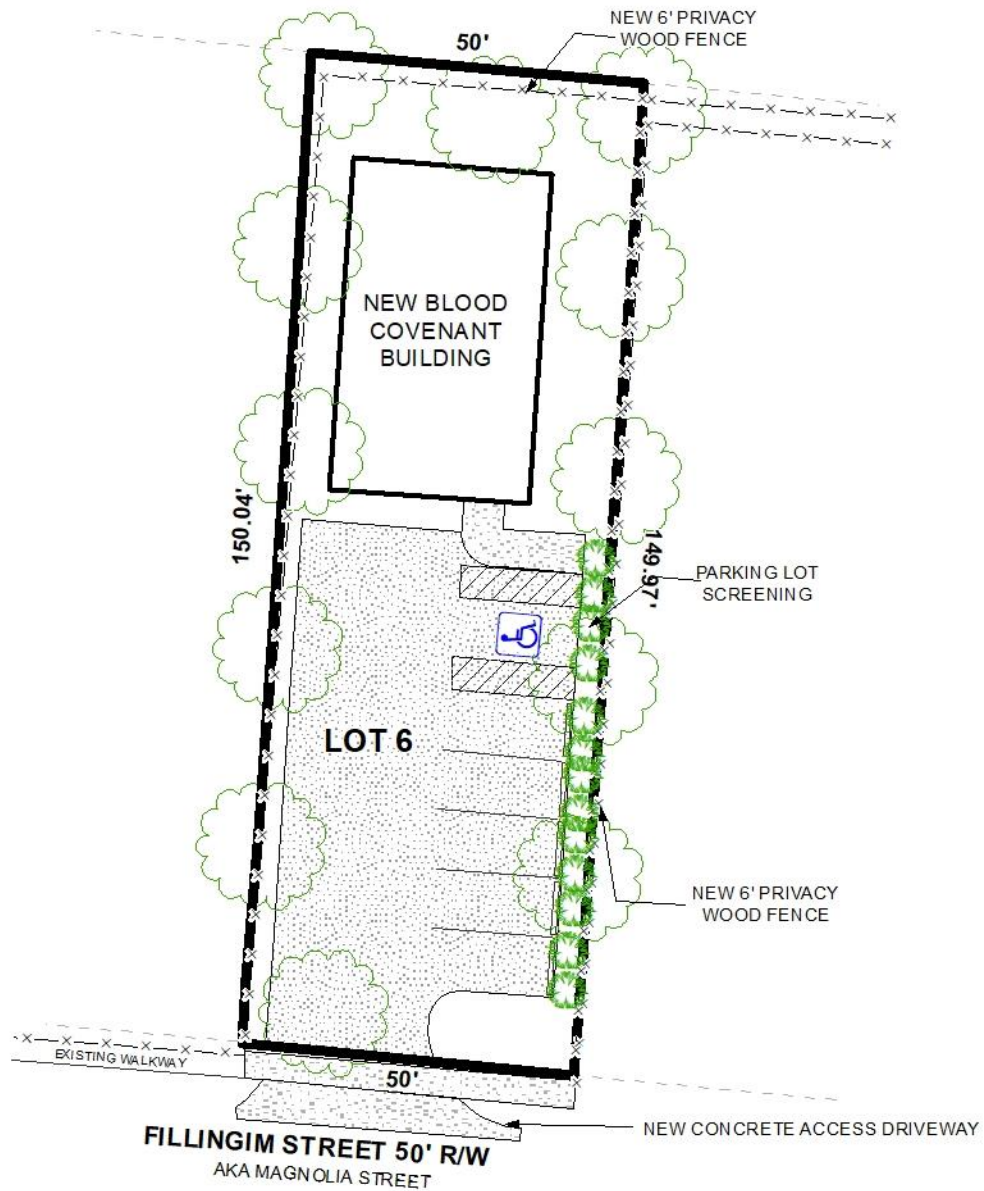 NEW 6' PRIVACY
WOOD FENCE
50'
NEW BLOOD
COVENANT
BUILDING
150.04'
149.97'
PARKING LOT
SCREENING
LOT 6
NEW 6' PRIVACY
WOOD FENCE
EXISTING WALKWAY
50'
NEW CONCRETE ACCESS DRIVEWAY
FILLINGIM STREET 50' R/W
AKA MAGNOLIA STREET